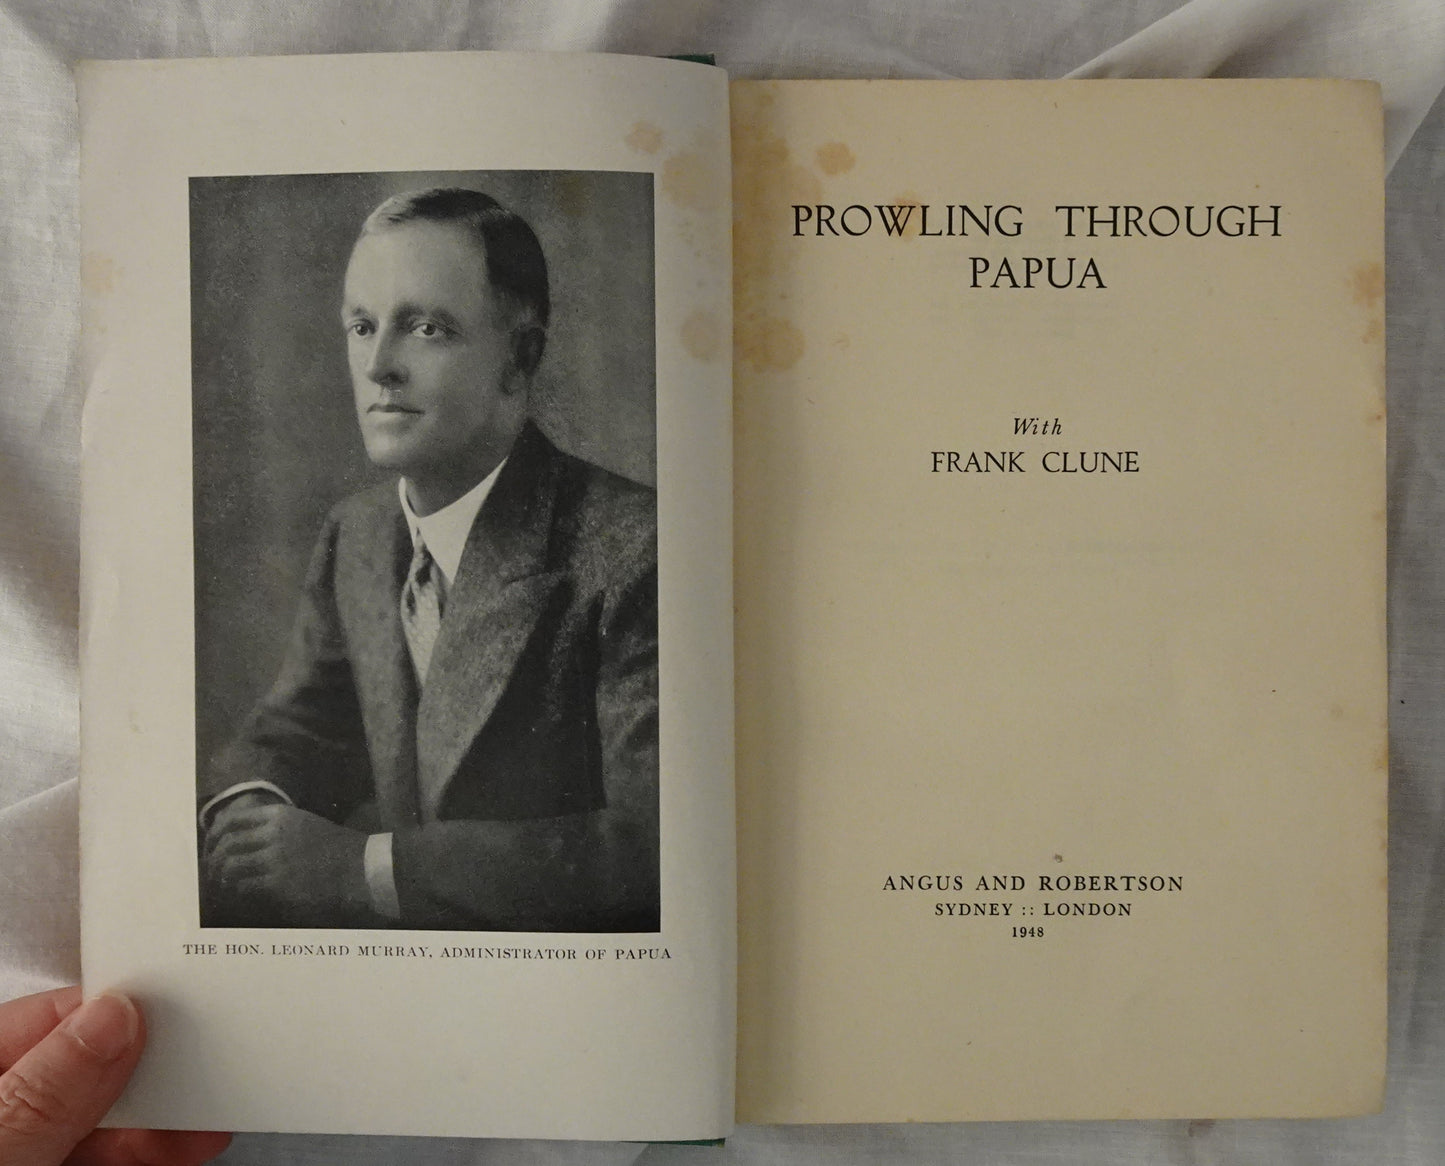 THE HON. LEONARD MURRAY, ADMINISTRATOR OF PAPUA
PROWLING THROUGH
PAPUA
With
FRANK CLUNE
ANGUS AND ROBERTSON
SYDNEY :: LONDON
1948